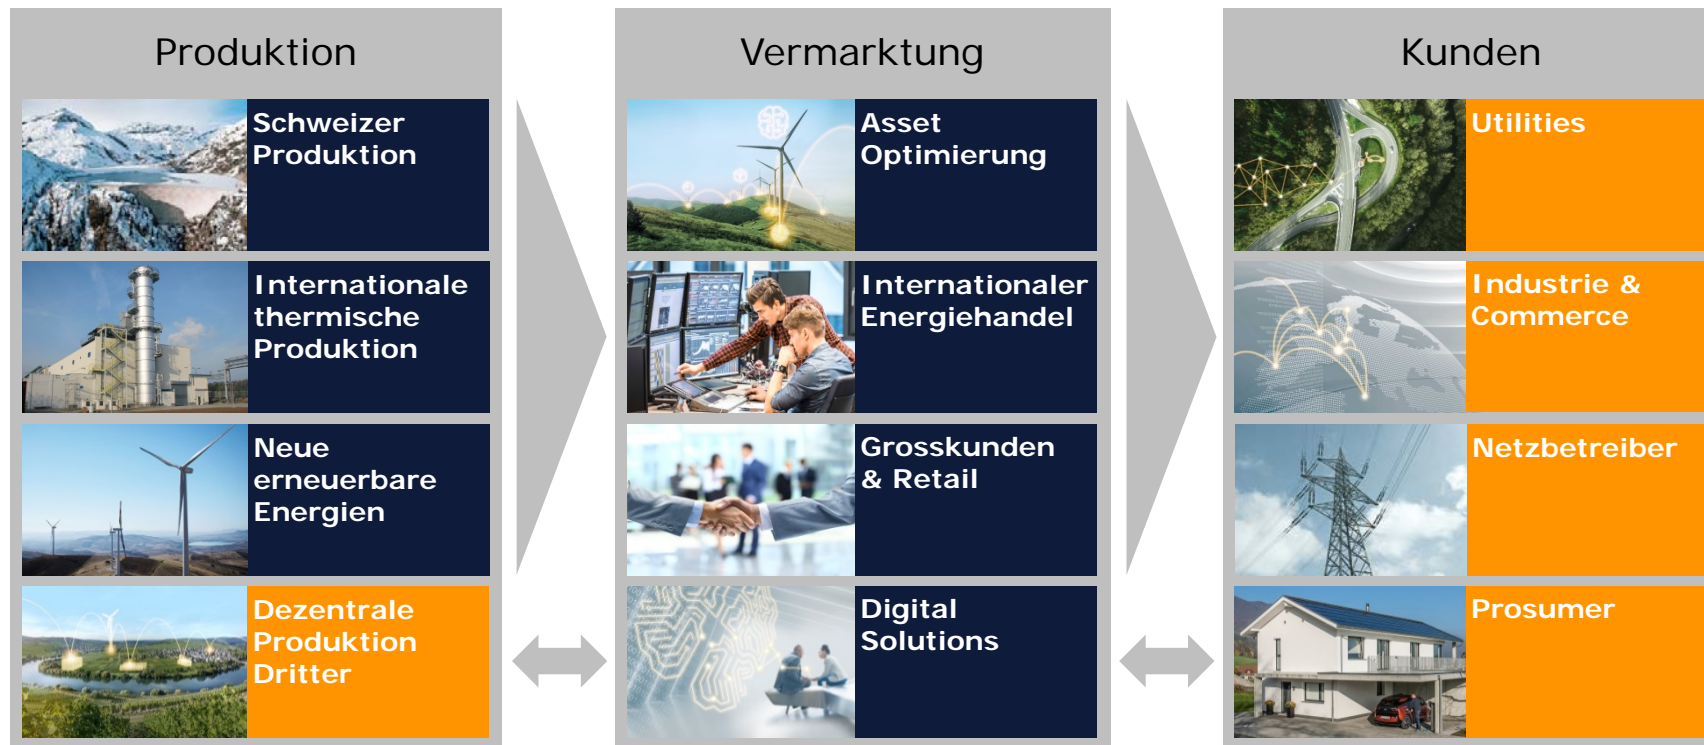 Produktion
Schweizer
Produktion
Internationale
thermische
Produktion
Neue
erneuerbare
Energien
Dezentrale
Produktion
Dritter
Vermarktung
Asset
Optimierung
Internationaler
Energiehandel
Grosskunden
& Retail
Digital
Solutions
Kunden
Utilities
Industrie &
Commerce
Netzbetreiber
Prosumer